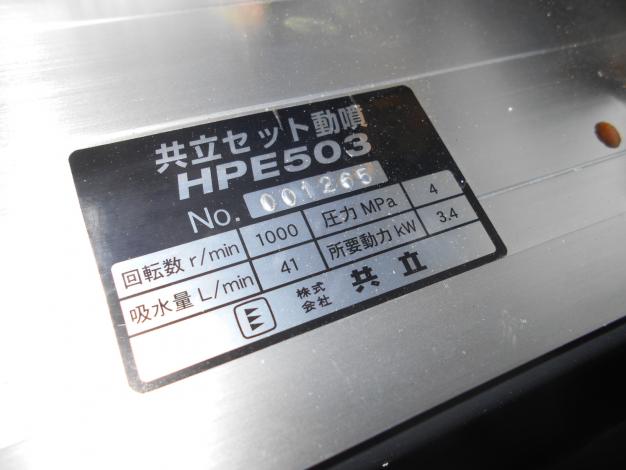 共立セット動噴
HPE503
No. 001265
回転数 r/min 1000 圧力 MPa 4
吸水量 L/min 41 所要動力 kW 3.4
株式会社 共立